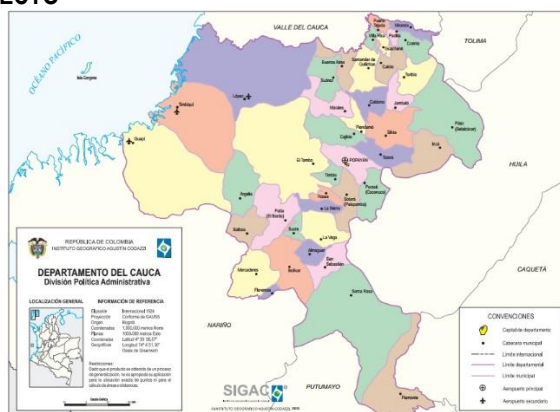 VALLE DEL CAUCA
TOLIMA
OCÉANO PACÍFICO
Isla Gorgona
Puerto Tejada
Miranda
Villa Rica
Padilla
Guachené
Corinto
Buenos Aires
Santander de Quilichao
Caloto
Suárez
Toribío
López
Timbiquí
Morales
Caldono
Jambaló
Páez
(Belalcázar)
Guapi
Piendamó
Cajibío
Silvia
Inzá
Totoró
El Tambo
POPAYÁN
HUILA
Timbío
Puracé
(Coconuco)
Argelia
Rosas
Sotará
(Paispamba)
La Sierra
Patía
(El Bordo)
Balboa
Sucre
La Vega
Almaguer
San Sebastián
Mercaderes
Bolívar
Florencia
Santa Rosa
CAQUETÁ
NARIÑO
PUTUMAYO
Piamonte
REPÚBLICA DE COLOMBIA
INSTITUTO GEOGRÁFICO AGUSTÍN CODAZZI
DEPARTAMENTO DEL CAUCA
División Política Administrativa
LOCALIZACIÓN GENERAL
INFORMACIÓN DE REFERENCIA
CONVENCIONES
Capital de departamento
Cabecera municipal
Límite internacional
Límite departamental
Límite municipal
Aeropuerto principal
Aeropuerto secundario
SIGAC